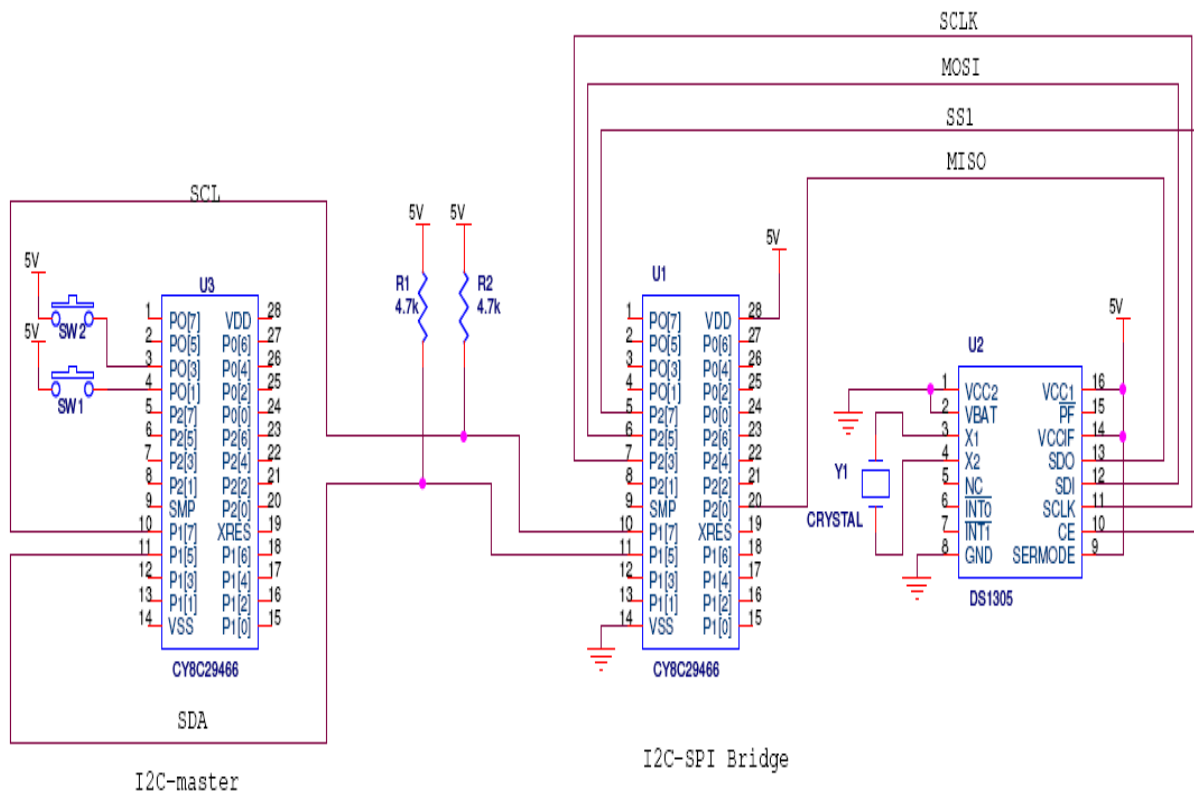 SCLK
MOSI
SS1
MISO
SCL
5V
SW2
5V
SW1
U3
1 PO[7] VDD 28
2 PO[5] P0[6] 27
3 PO[3] P0[4] 26
4 PO[1] P0[2] 25
5 P2[7] P0[0] 24
6 P2[5] P2[6] 23
7 P2[3] P2[4] 22
8 P2[1] P2[2] 21
9 SMP P2[0] 20
10 P1[7] XRES 19
11 P1[5] P1[6] 18
12 P1[3] P1[4] 17
13 P1[1] P1[2] 16
14 VSS P1[0] 15
CY8C29466
SDA
I2C-master
5V 5V
R1 4.7k
R2 4.7k
U1
5V
1 PO[7] VDD 28
2 PO[5] P0[6] 27
3 PO[3] P0[4] 26
4 PO[1] P0[2] 25
5 P2[7] P0[0] 24
6 P2[5] P2[6] 23
7 P2[3] P2[4] 22
8 P2[1] P2[2] 21
9 SMP P2[0] 20
10 P1[7] XRES 19
11 P1[5] P1[6] 18
12 P1[3] P1[4] 17
13 P1[1] P1[2] 16
14 VSS P1[0] 15
CY8C29466
I2C-SPI Bridge
5V
U2
1 VCC2 VCC1 16
2 VBAT PF 15
3 X1 VCCIF 14
4 X2 SDO 13
5 NC SDI 12
6 INT0 SCLK 11
7 INT1 CE 10
8 GND SERMODE 9
DS1305
Y1
CRYSTAL